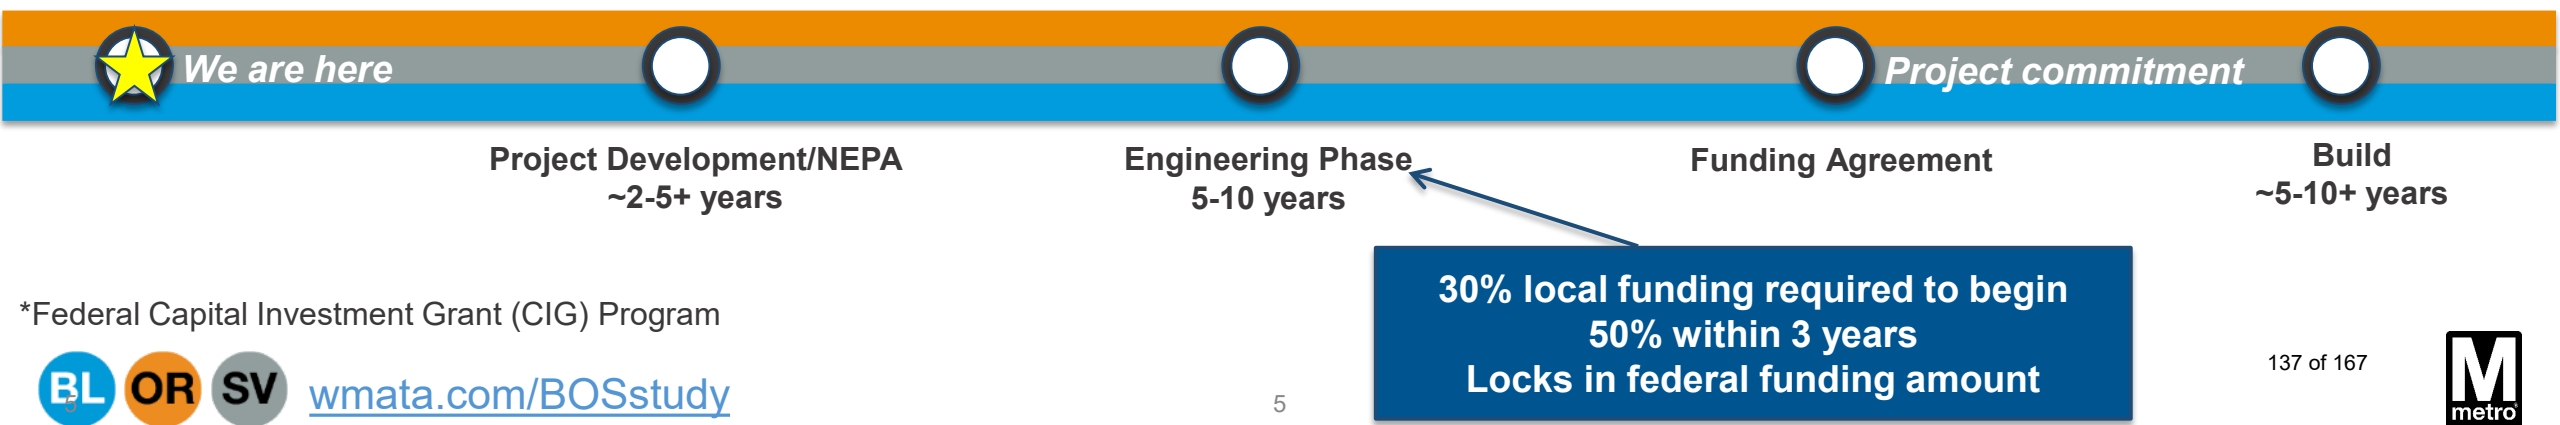 We are here
Project commitment
Project Development/NEPA
~2-5+ years
Engineering Phase
5-10 years
Funding Agreement
Build
~5-10+ years
30% local funding required to begin
50% within 3 years
Locks in federal funding amount
*Federal Capital Investment Grant (CIG) Program
BL OR SV wmata.com/BOSstudy
5
5
137 of 167
M
metro